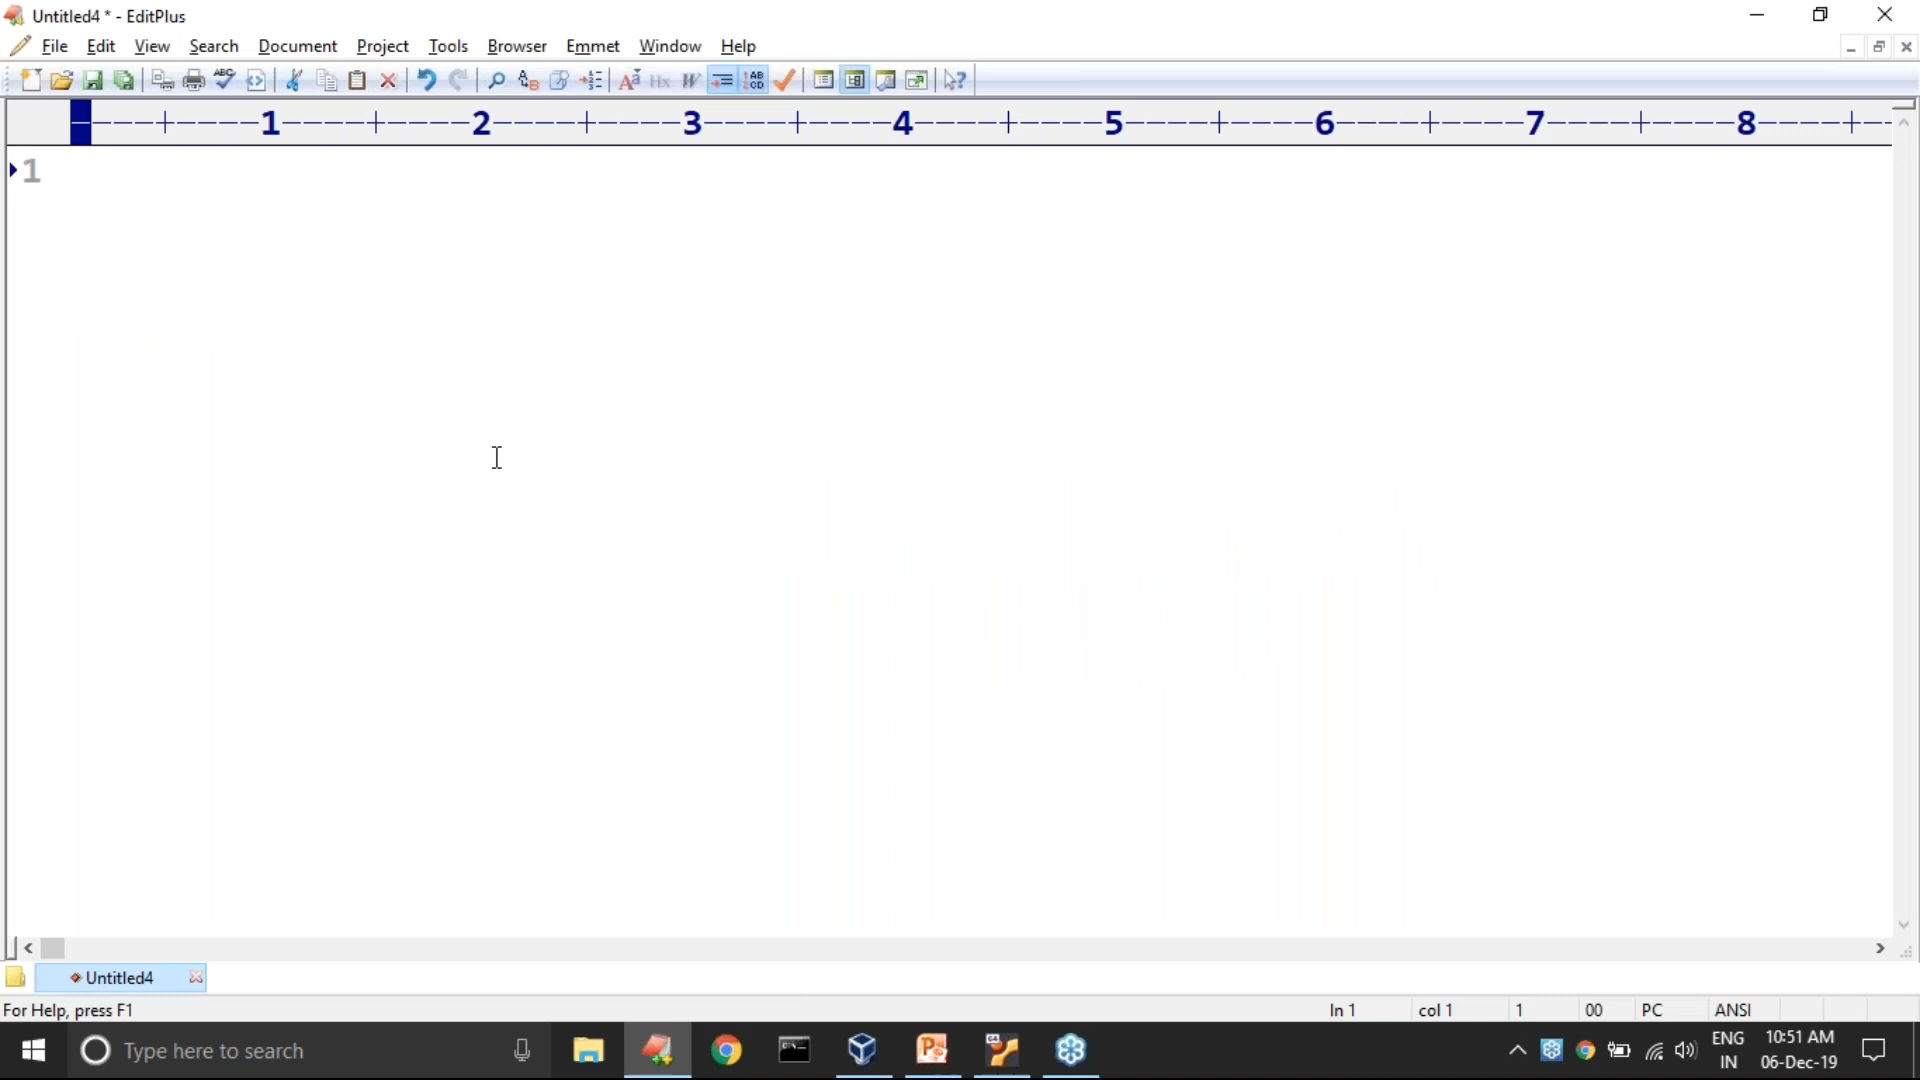 Untitled4 * - EditPlus
File Edit View Search Document Project Tools Browser Emmet Window Help
----+----1----+----2----+----3----+----4----+----5----+----6----+----7----+----8----+-
1
Untitled4
For Help, press F1 ln 1 col 1 1 00 PC ANSI
Type here to search
ENG 10:51 AM
IN 06-Dec-19